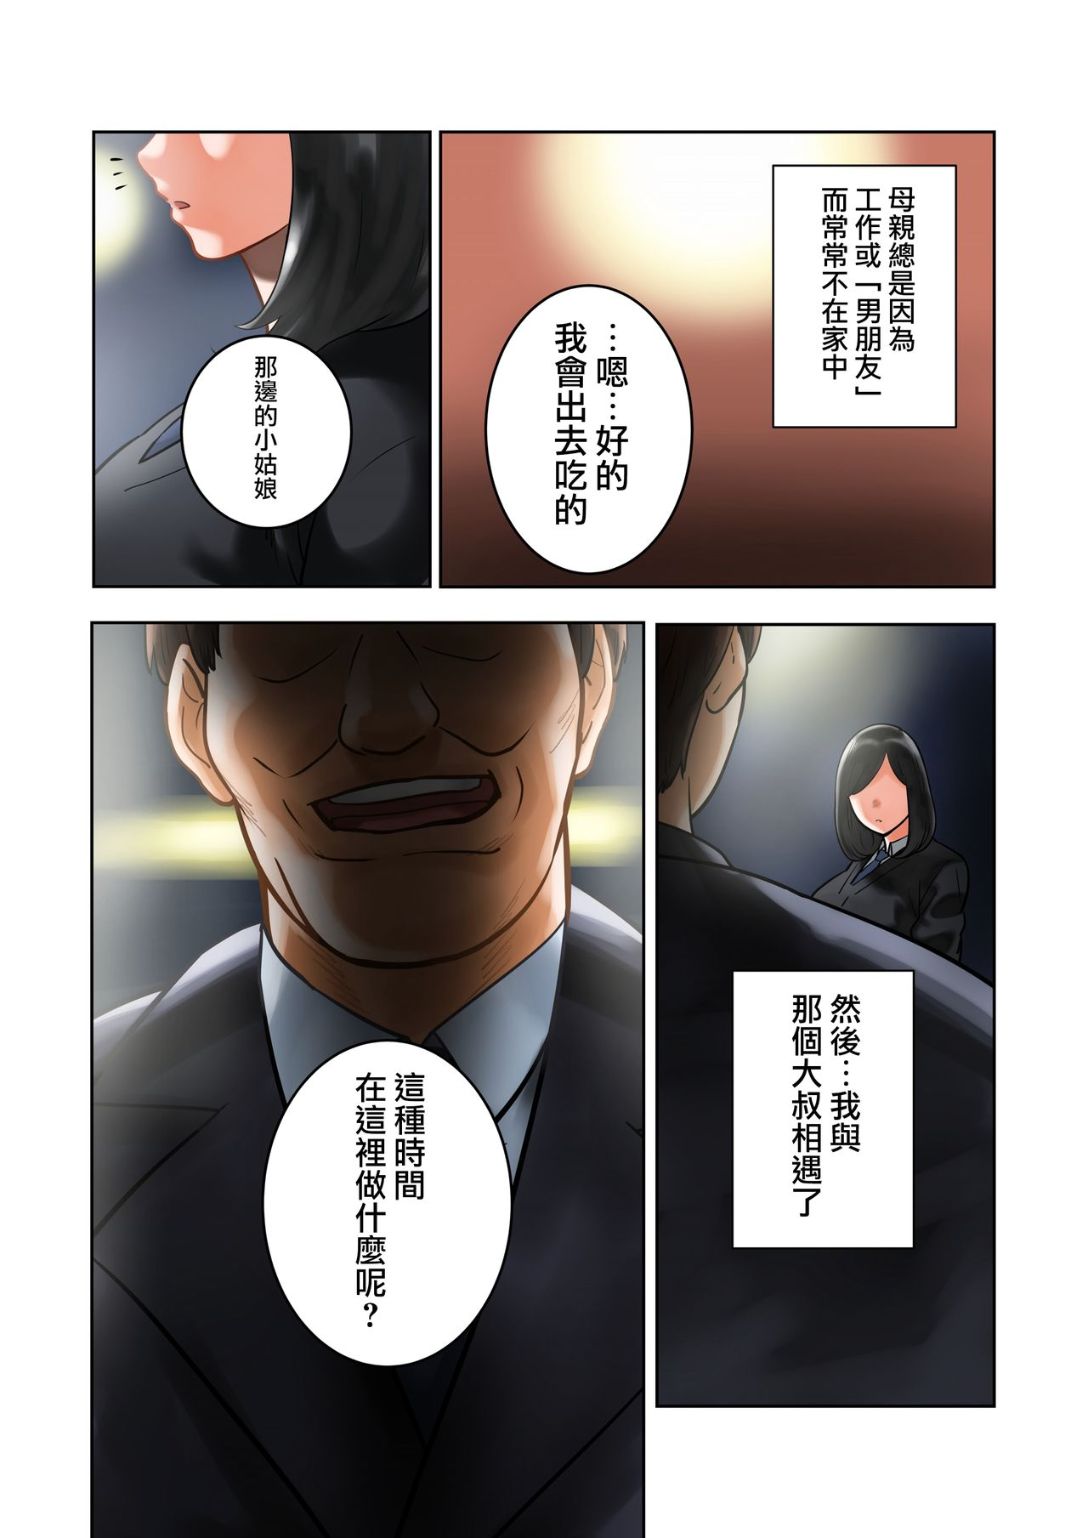 母親總是因為
工作或「男朋友」
而常常不在家中
…嗯…好的
我會出去吃的
那邊的小姑娘
然後…我與
那個大叔相遇了
這種時間
在這裡做什麼呢?